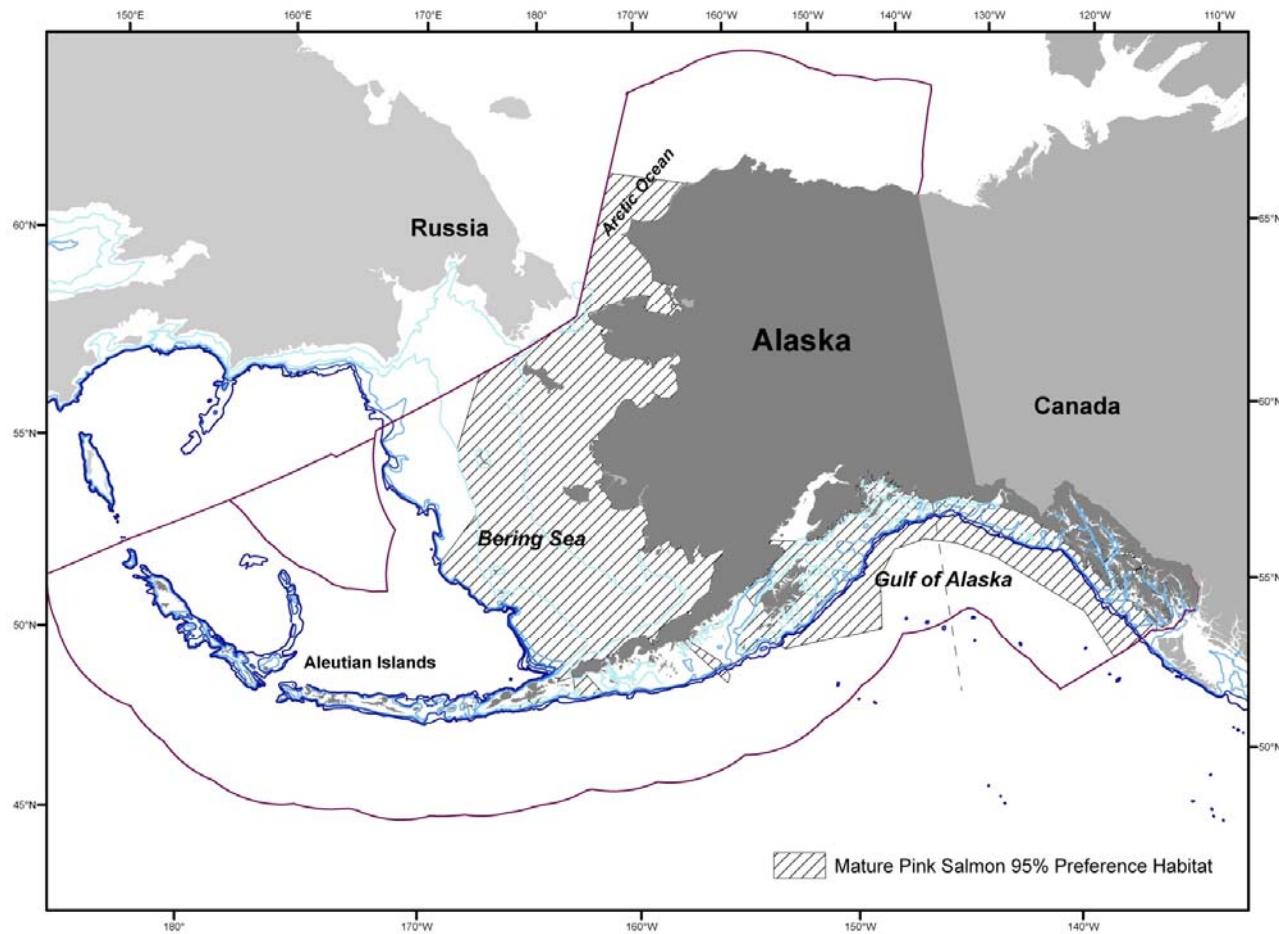 150°E 160°E 170°E 180° 170°W 160°W 150°W 140°W 130°W 120°W 110°W
Arctic Ocean
60°N
Russia
65°N
Alaska
Canada
60°N
55°N
Bering Sea
Gulf of Alaska
55°N
50°N
Aleutian Islands
50°N
45°N
Mature Pink Salmon 95% Preference Habitat
180° 170°W 160°W 150°W 140°W